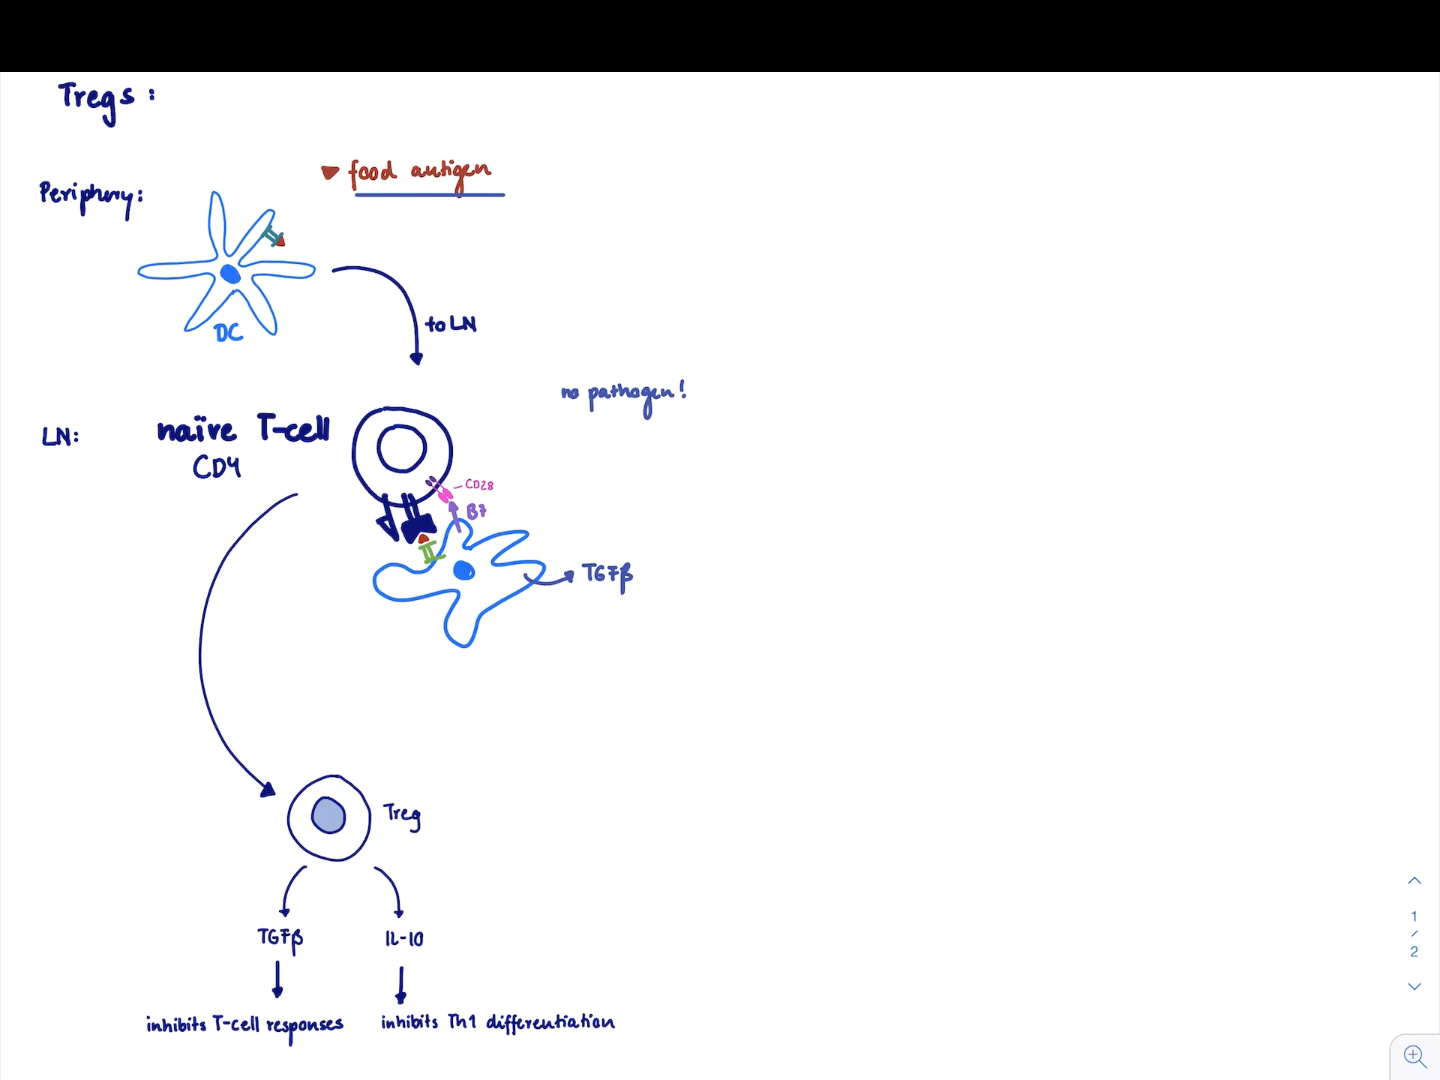 Tregs :
food antigen
Periphery:
DC
to LN
no pathogen!
LN:
naïve T-cell
CD4
CD28
B7
TGFβ
Treg
TGFβ
IL-10
inhibits T-cell responses
inhibits Th1 differentiation
1
/
2